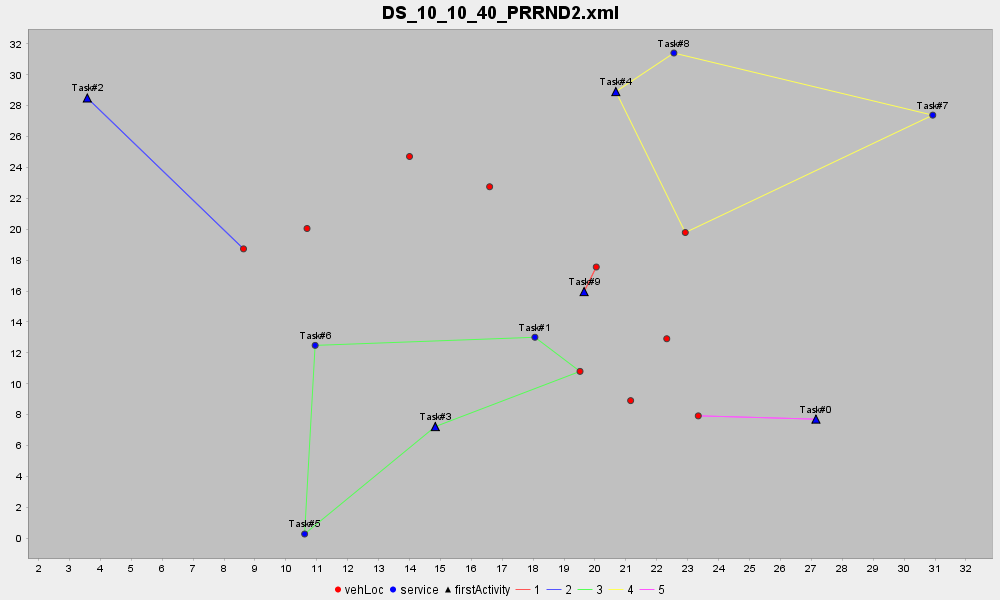 DS_10_10_40_PRRND2.xml
32
30
28
26
24
22
20
18
16
14
12
10
8
6
4
2
0
Task#8
Task#4
Task#2
Task#7
Task#9
Task#1
Task#6
Task#3
Task#0
Task#5
2 3 4 5 6 7 8 9 10 11 12 13 14 15 16 17 18 19 20 21 22 23 24 25 26 27 28 29 30 31 32
vehLoc service firstActivity 1 2 3 4 5